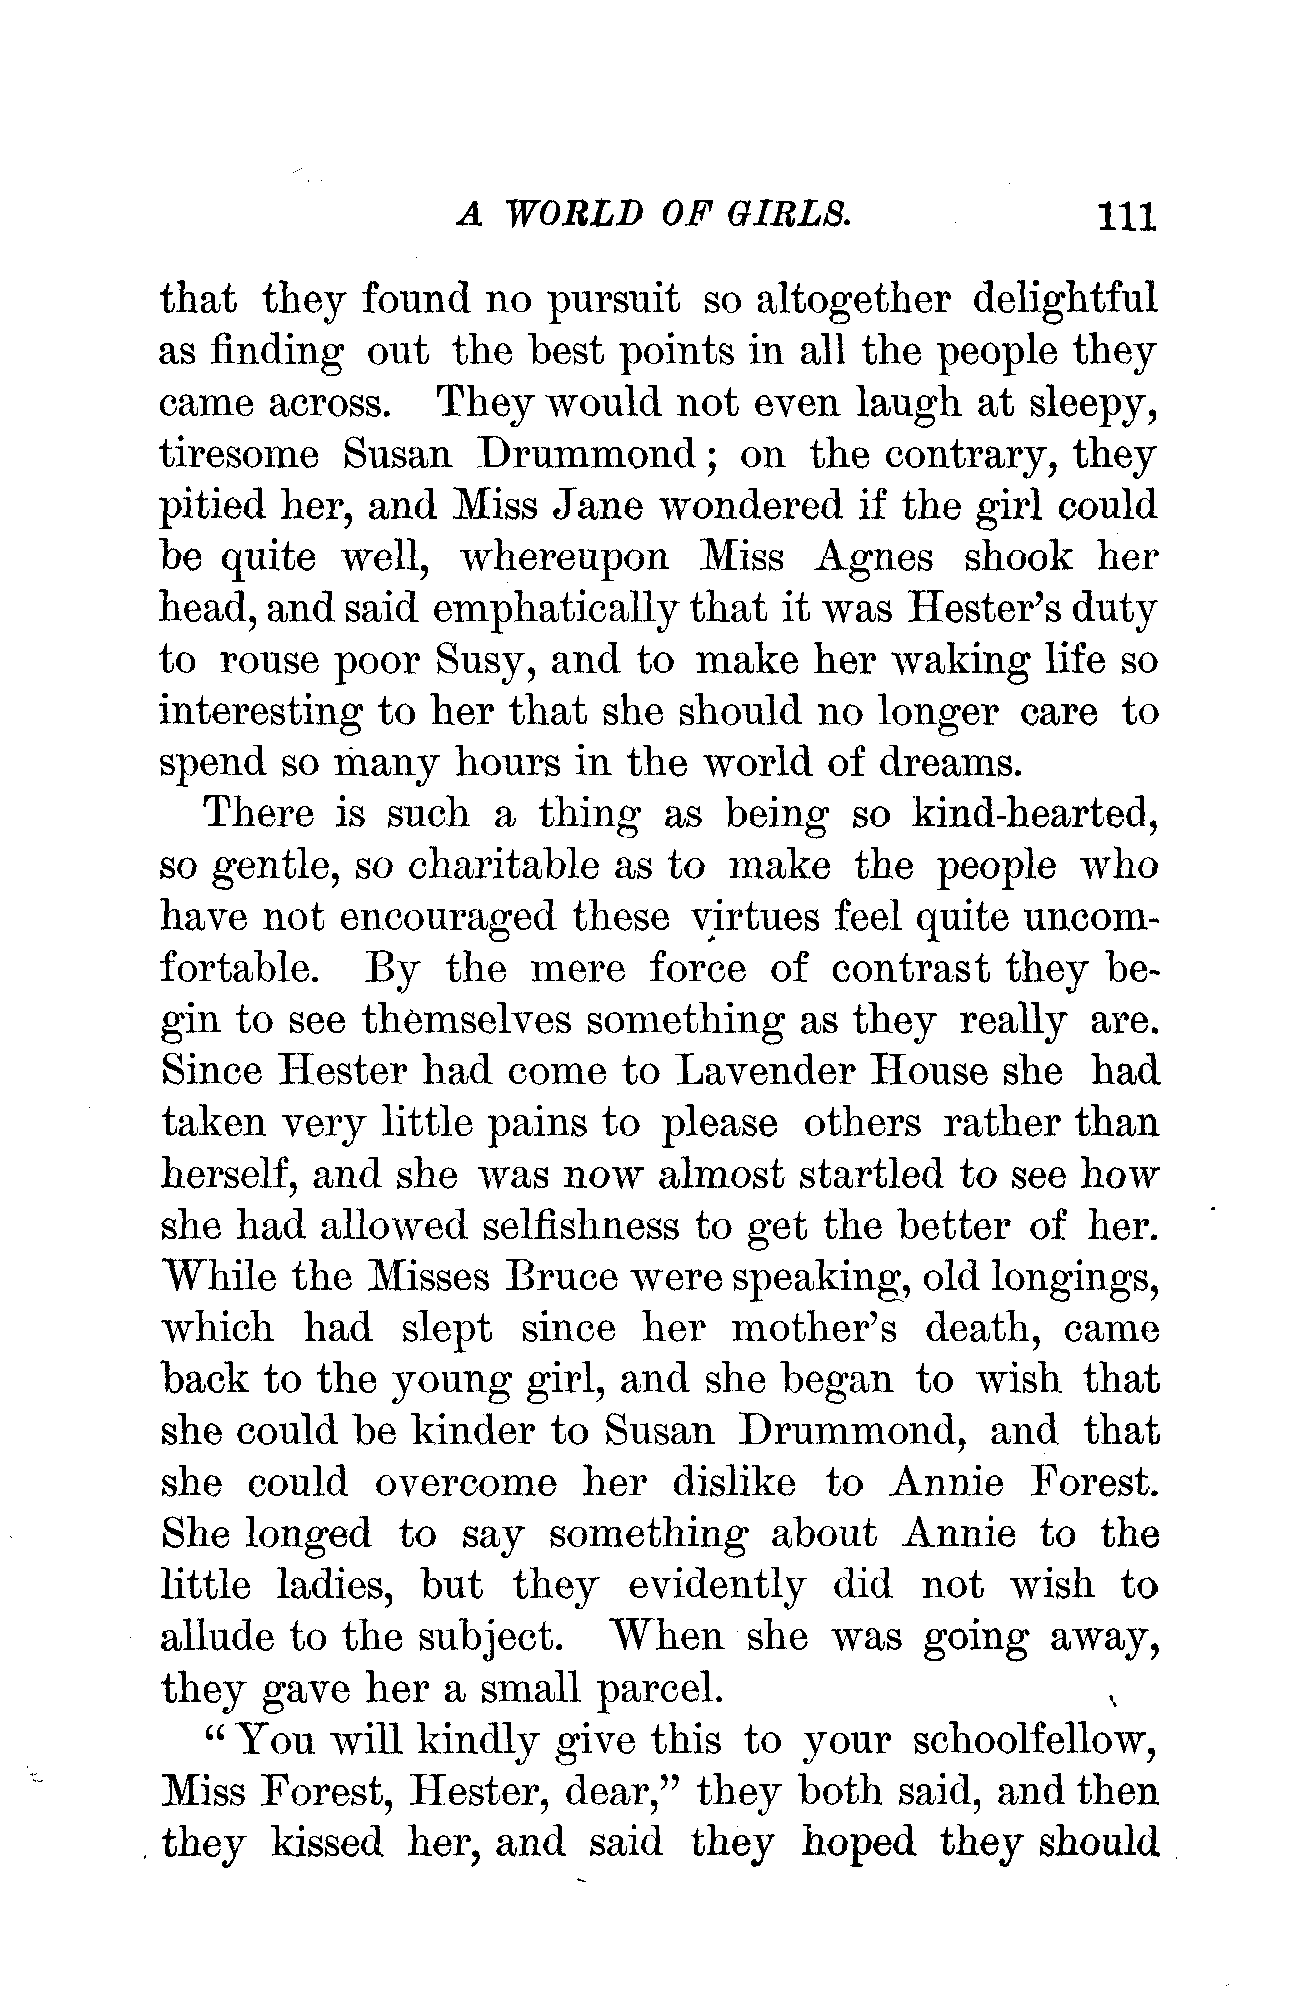 A WORLD OF GIRLS. 111
that they found no pursuit so altogether delightful
as finding out the best points in all the people they
came across. They would not even laugh at sleepy,
tiresome Susan Drummond; on the contrary, they
pitied her, and Miss Jane wondered if the girl could
be quite well, whereupon Miss Agnes shook her
head, and said emphatically that it was Hester's duty
to rouse poor Susy, and to make her waking life so
interesting to her that she should no longer care to
spend so many hours in the world of dreams.
There is such a thing as being so kind-hearted,
so gentle, so charitable as to make the people who
have not encouraged these virtues feel quite uncom-
fortable. By the mere force of contrast they be-
gin to see themselves something as they really are.
Since Hester had come to Lavender House she had
taken very little pains to please others rather than
herself, and she was now almost startled to see how
she had allowed selfishness to get the better of her.
While the Misses Bruce were speaking, old longings,
which had slept since her mother's death, came
back to the young girl, and she began to wish that
she could be kinder to Susan Drummond, and that
she could overcome her dislike to Annie Forest.
She longed to say something about Annie to the
little ladies, but they evidently did not wish to
allude to the subject. When she was going away,
they gave her a small parcel.
“You will kindly give this to your schoolfellow,
Miss Forest, Hester, dear,” they both said, and then
they kissed her, and said they hoped they should